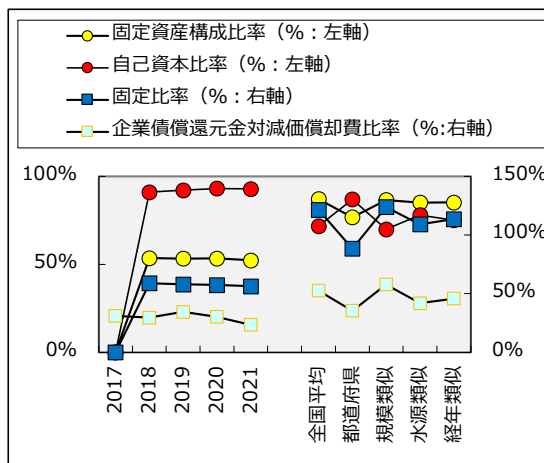 固定資産構成比率（%：左軸）
自己資本比率（%：左軸）
固定比率（%：右軸）
企業債償還元金対減価償却費比率（%:右軸）
100%
150%
100%
50%
50%
0%
0%
2017
2018
2019
2020
2021
全国平均
都道府県
規模類似
水源類似
経年類似